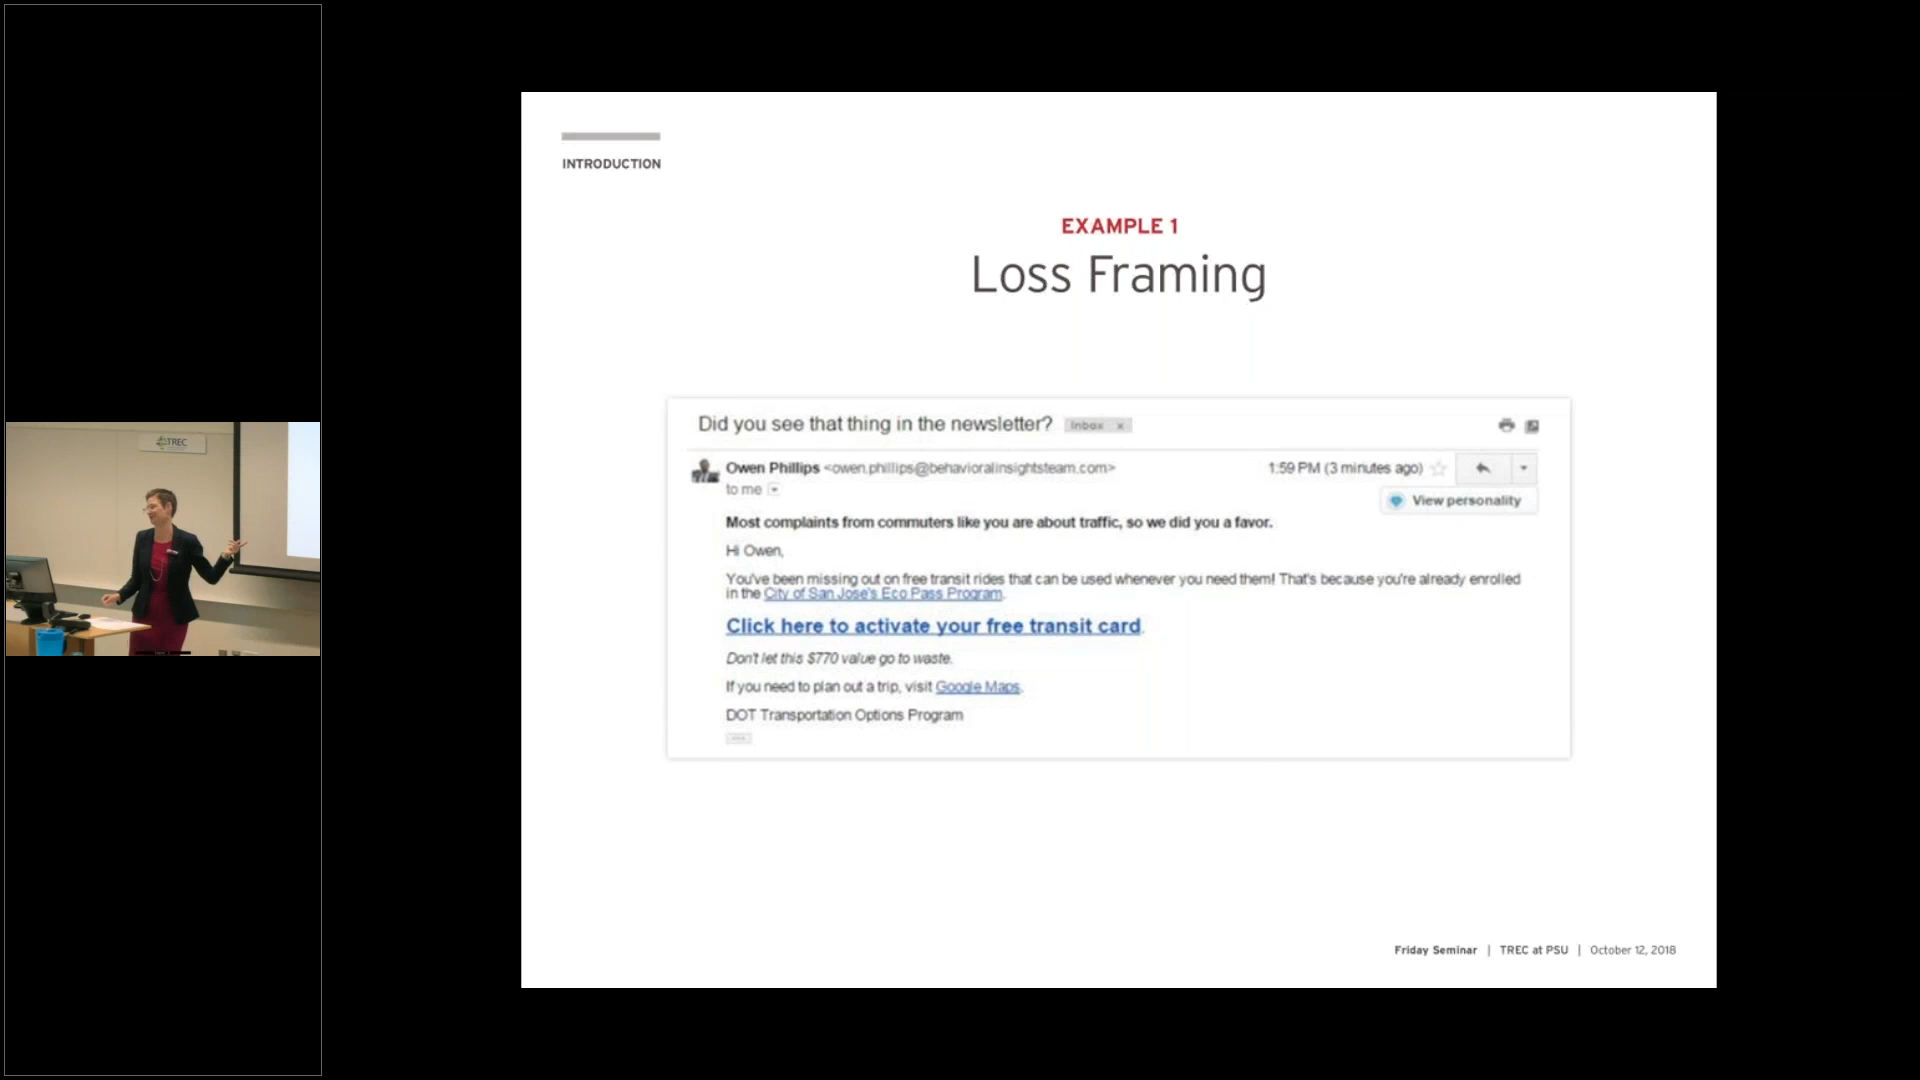 TREC
INTRODUCTION
EXAMPLE 1
Loss Framing
Did you see that thing in the newsletter? Inbox x
Owen Phillips <owen.phillips@behavioralinsightsteam.com> 1:59 PM (3 minutes ago)
to me
View personality
Most complaints from commuters like you are about traffic, so we did you a favor.
Hi Owen,
You've been missing out on free transit rides that can be used whenever you need them! That's because you're already enrolled
in the City of San Jose's Eco Pass Program.
Click here to activate your free transit card.
Don't let this $770 value go to waste.
If you need to plan out a trip, visit Google Maps.
DOT Transportation Options Program
Friday Seminar | TREC at PSU | October 12, 2018